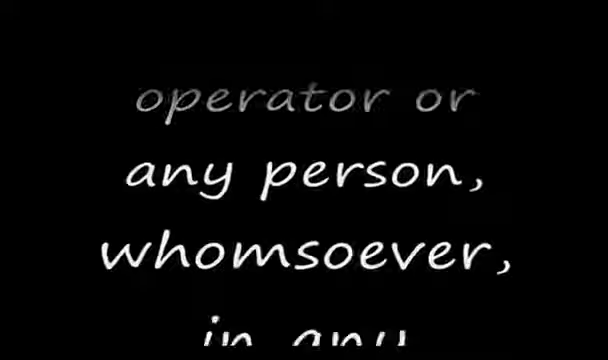 operator or
any person,
whomsoever,
in any